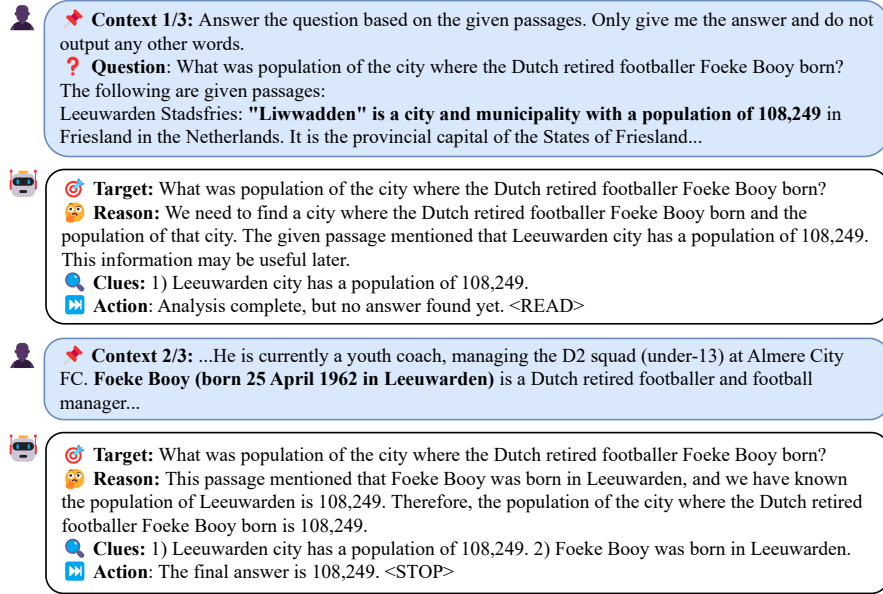 📌 Context 1/3: Answer the question based on the given passages. Only give me the answer and do not
output any other words.
❓ Question: What was population of the city where the Dutch retired footballer Foeke Booy born?
The following are given passages:
Leeuwarden Stadsfries: "Liwwadden" is a city and municipality with a population of 108,249 in
Friesland in the Netherlands. It is the provincial capital of the States of Friesland...
🎯 Target: What was population of the city where the Dutch retired footballer Foeke Booy born?
🤔 Reason: We need to find a city where the Dutch retired footballer Foeke Booy born and the
population of that city. The given passage mentioned that Leeuwarden city has a population of 108,249.
This information may be useful later.
🔍 Clues: 1) Leeuwarden city has a population of 108,249.
⏭ Action: Analysis complete, but no answer found yet. <READ>
📌 Context 2/3: ...He is currently a youth coach, managing the D2 squad (under-13) at Almere City
FC. Foeke Booy (born 25 April 1962 in Leeuwarden) is a Dutch retired footballer and football
manager...
🎯 Target: What was population of the city where the Dutch retired footballer Foeke Booy born?
🤔 Reason: This passage mentioned that Foeke Booy was born in Leeuwarden, and we have known
the population of Leeuwarden is 108,249. Therefore, the population of the city where the Dutch retired
footballer Foeke Booy born is 108,249.
🔍 Clues: 1) Leeuwarden city has a population of 108,249. 2) Foeke Booy was born in Leeuwarden.
⏭ Action: The final answer is 108,249. <STOP>